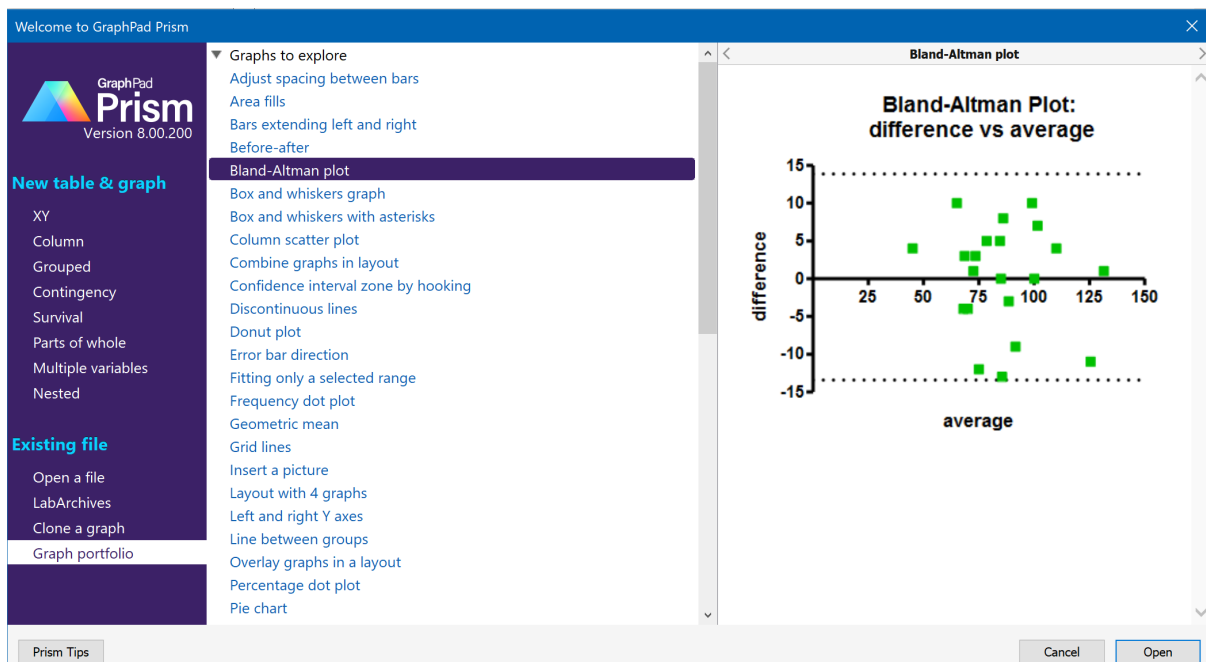 Welcome to GraphPad Prism
GraphPad
Prism
Version 8.00.200
New table & graph
XY
Column
Grouped
Contingency
Survival
Parts of whole
Multiple variables
Nested
Existing file
Open a file
LabArchives
Clone a graph
Graph portfolio
Prism Tips
Graphs to explore
Adjust spacing between bars
Area fills
Bars extending left and right
Before-after
Bland-Altman plot
Box and whiskers graph
Box and whiskers with asterisks
Column scatter plot
Combine graphs in layout
Confidence interval zone by hooking
Discontinuous lines
Donut plot
Error bar direction
Fitting only a selected range
Frequency dot plot
Geometric mean
Grid lines
Insert a picture
Layout with 4 graphs
Left and right Y axes
Line between groups
Overlay graphs in a layout
Percentage dot plot
Pie chart
Bland-Altman plot
Bland-Altman Plot:
difference vs average
15
10
5
0
-5
-10
-15
difference
25 50 75 100 125 150
average
Cancel
Open